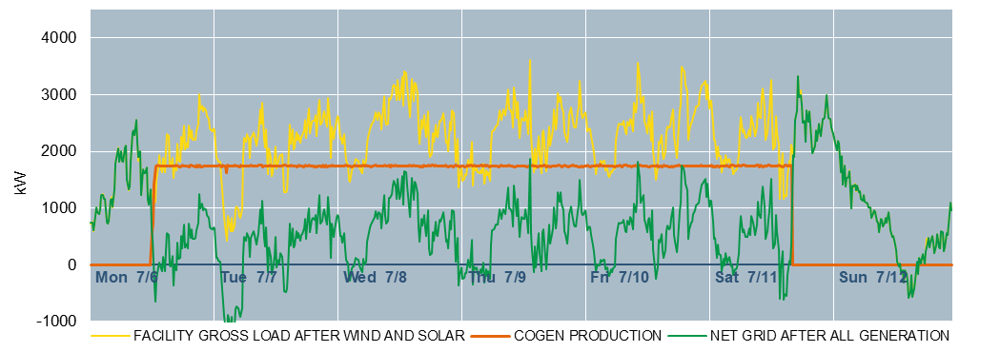 4000
3000
2000
1000
0
-1000
kW
Mon 7/6 Tue 7/7 Wed 7/8 Thu 7/9 Fri 7/10 Sat 7/11 Sun 7/12
FACILITY GROSS LOAD AFTER WIND AND SOLAR COGEN PRODUCTION NET GRID AFTER ALL GENERATION